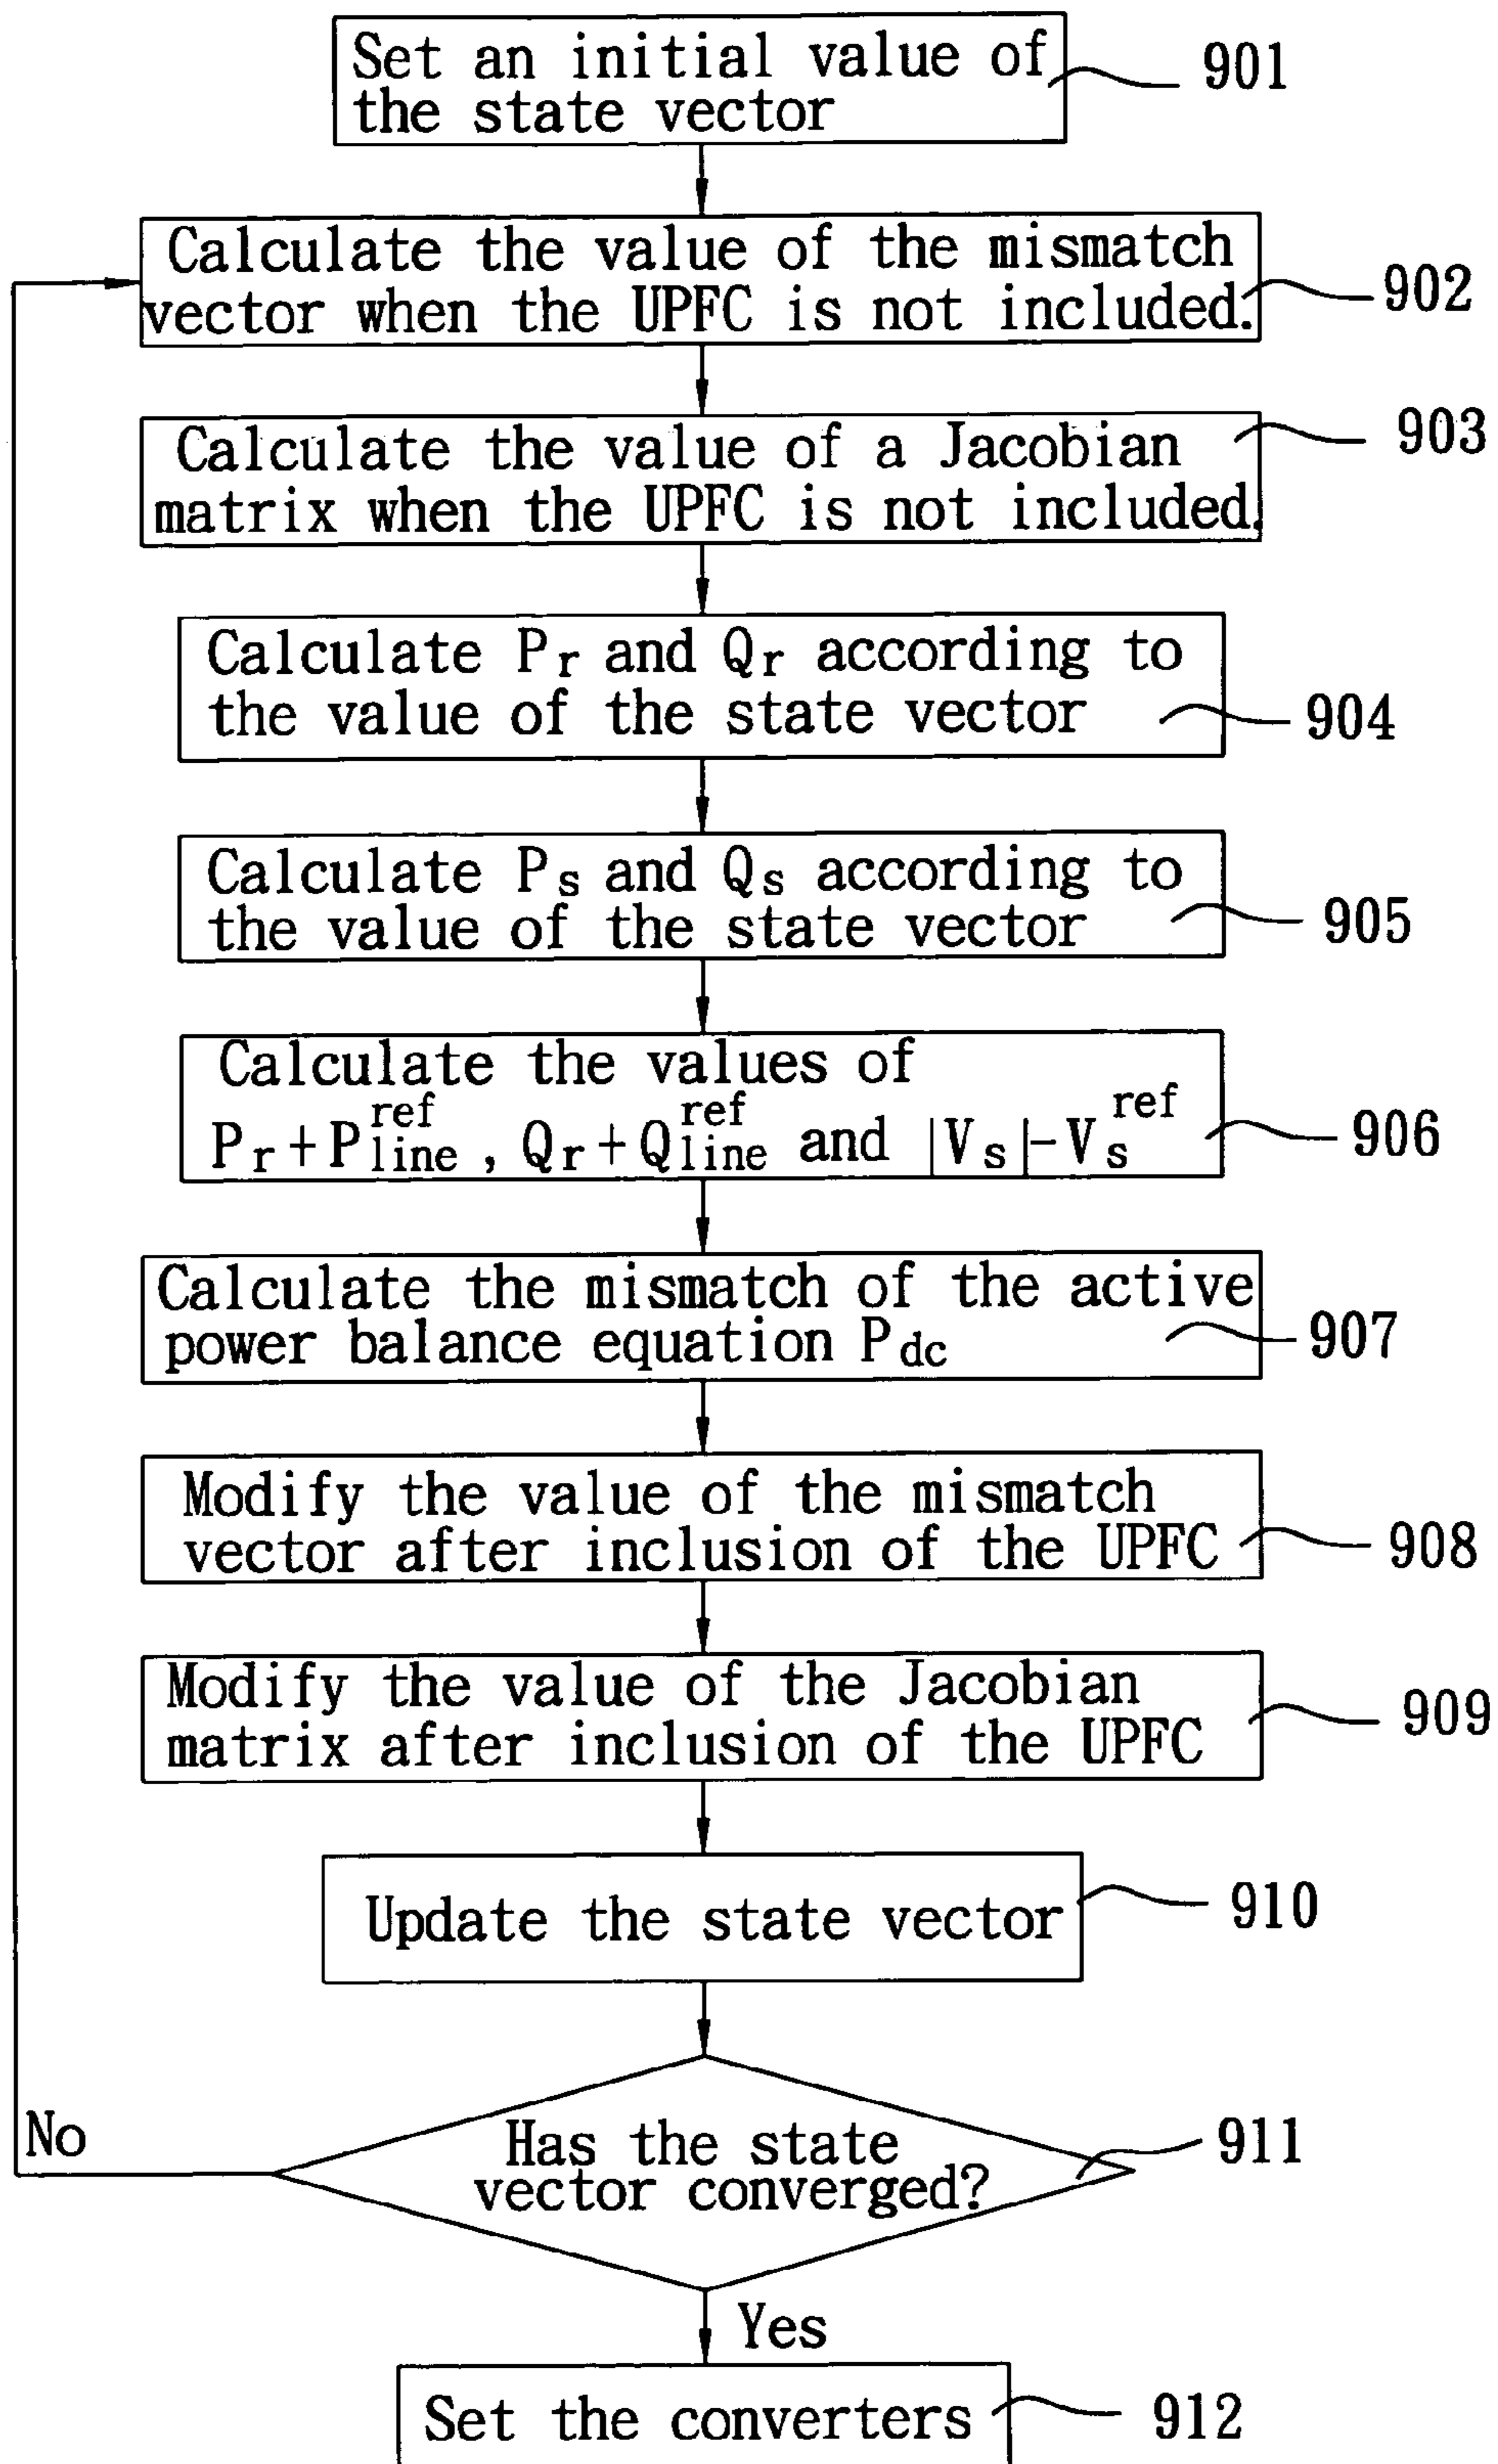 Set an initial value of
the state vector
901
Calculate the value of the mismatch
vector when the UPFC is not included.
902
Calculate the value of a Jacobian
matrix when the UPFC is not included.
903
Calculate Pr and Qr according to
the value of the state vector
904
Calculate Ps and Qs according to
the value of the state vector
905
Calculate the values of
P_r+P_line^ref, Q_r+Q_line^ref and |V_s|-V_s^ref
906
Calculate the mismatch of the active
power balance equation Pdc
907
Modify the value of the mismatch
vector after inclusion of the UPFC
908
Modify the value of the Jacobian
matrix after inclusion of the UPFC
909
Update the state vector
910
Has the state
vector converged?
911
No
Yes
Set the converters
912